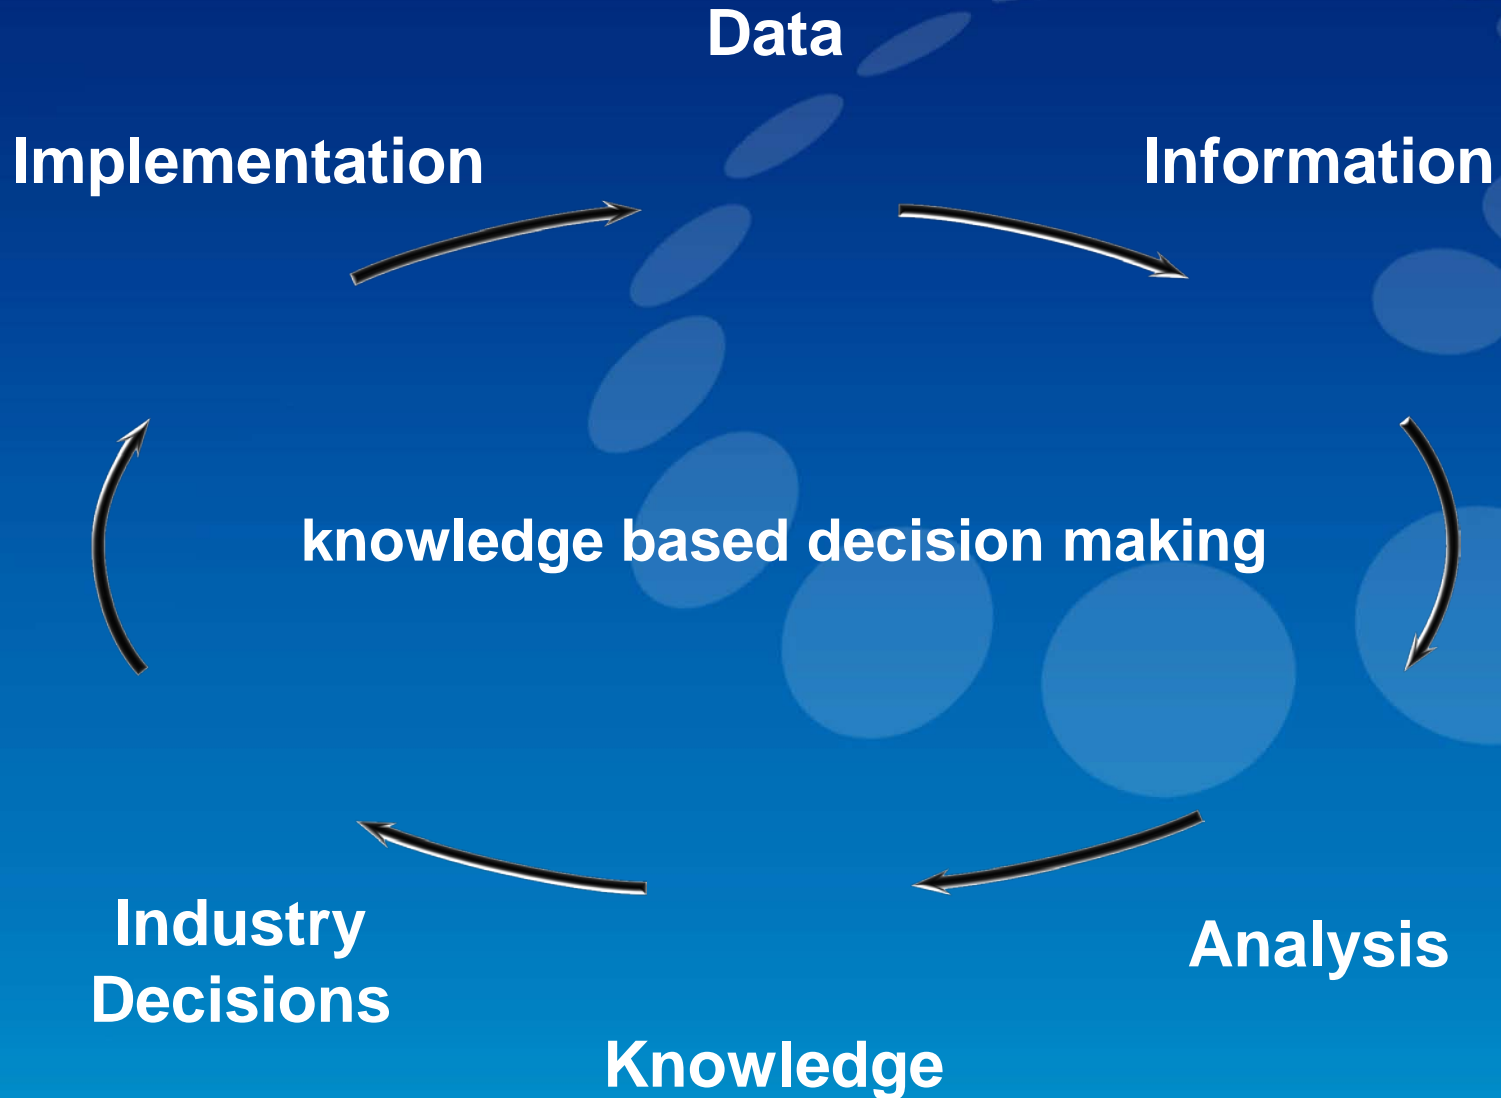 Data
Implementation
Information
knowledge based decision making
Industry
Decisions
Analysis
Knowledge